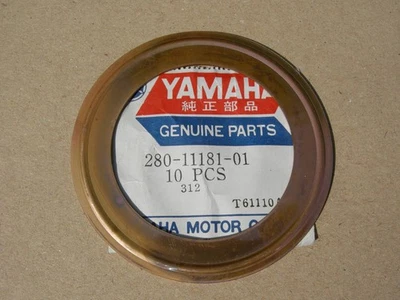 YAMAHA
純正部品
GENUINE PARTS
280-11181-01
10 PCS
312
T61110
HA MOTOR C